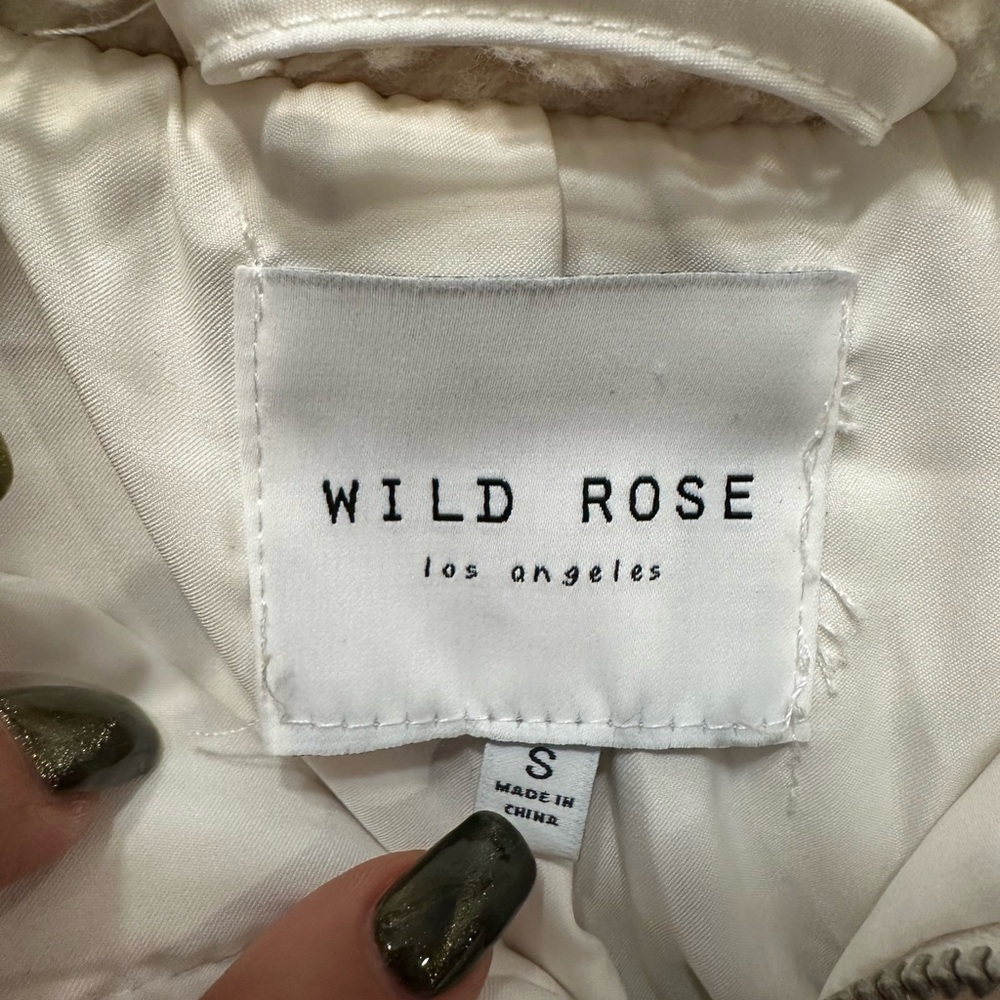 WILD ROSE
los angeles
S
MADE IN
CHINA